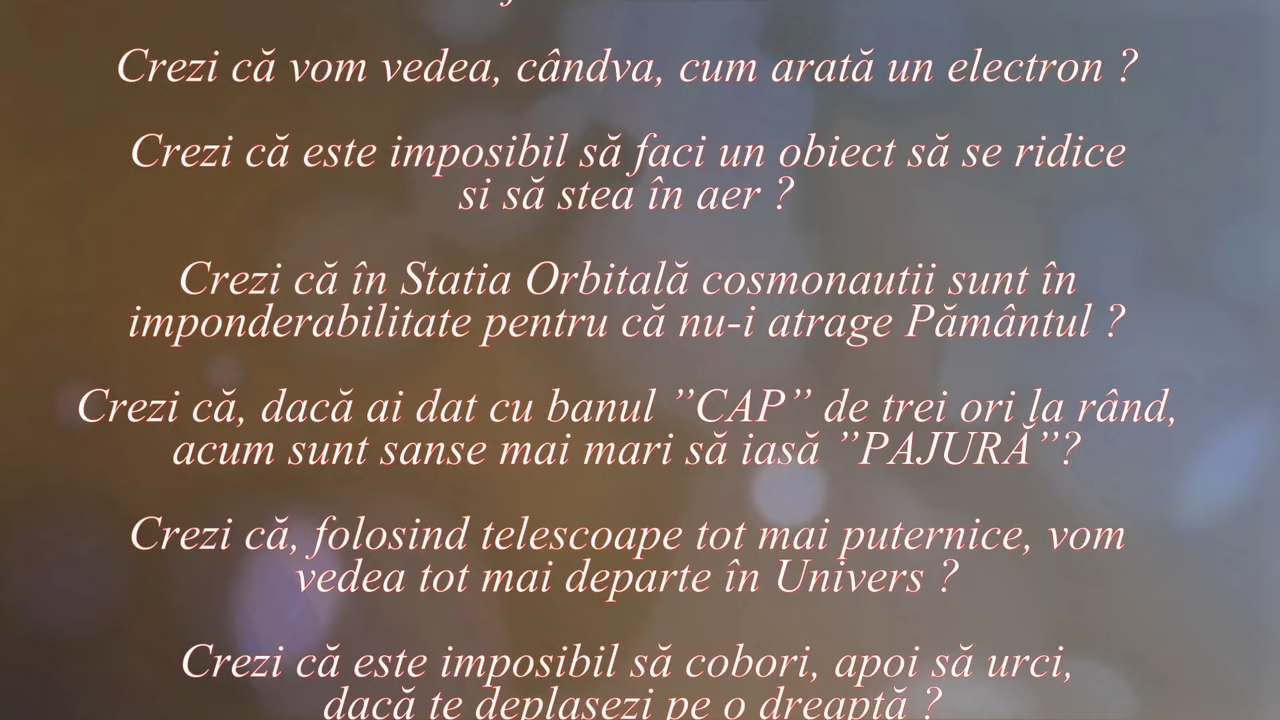 Crezi că vom vedea, cândva, cum arată un electron ?
Crezi că este imposibil să faci un obiect să se ridice
si să stea în aer ?
Crezi că în Statia Orbitală cosmonautii sunt în
imponderabilitate pentru că nu-i atrage Pământul ?
Crezi că, dacă ai dat cu banul ”CAP” de trei ori la rând,
acum sunt sanse mai mari să iasă ”PAJURĂ”?
Crezi că, folosind telescoape tot mai puternice, vom
vedea tot mai departe în Univers ?
Crezi că este imposibil să cobori, apoi să urci,
dacă te deplasezi pe o dreaptă ?